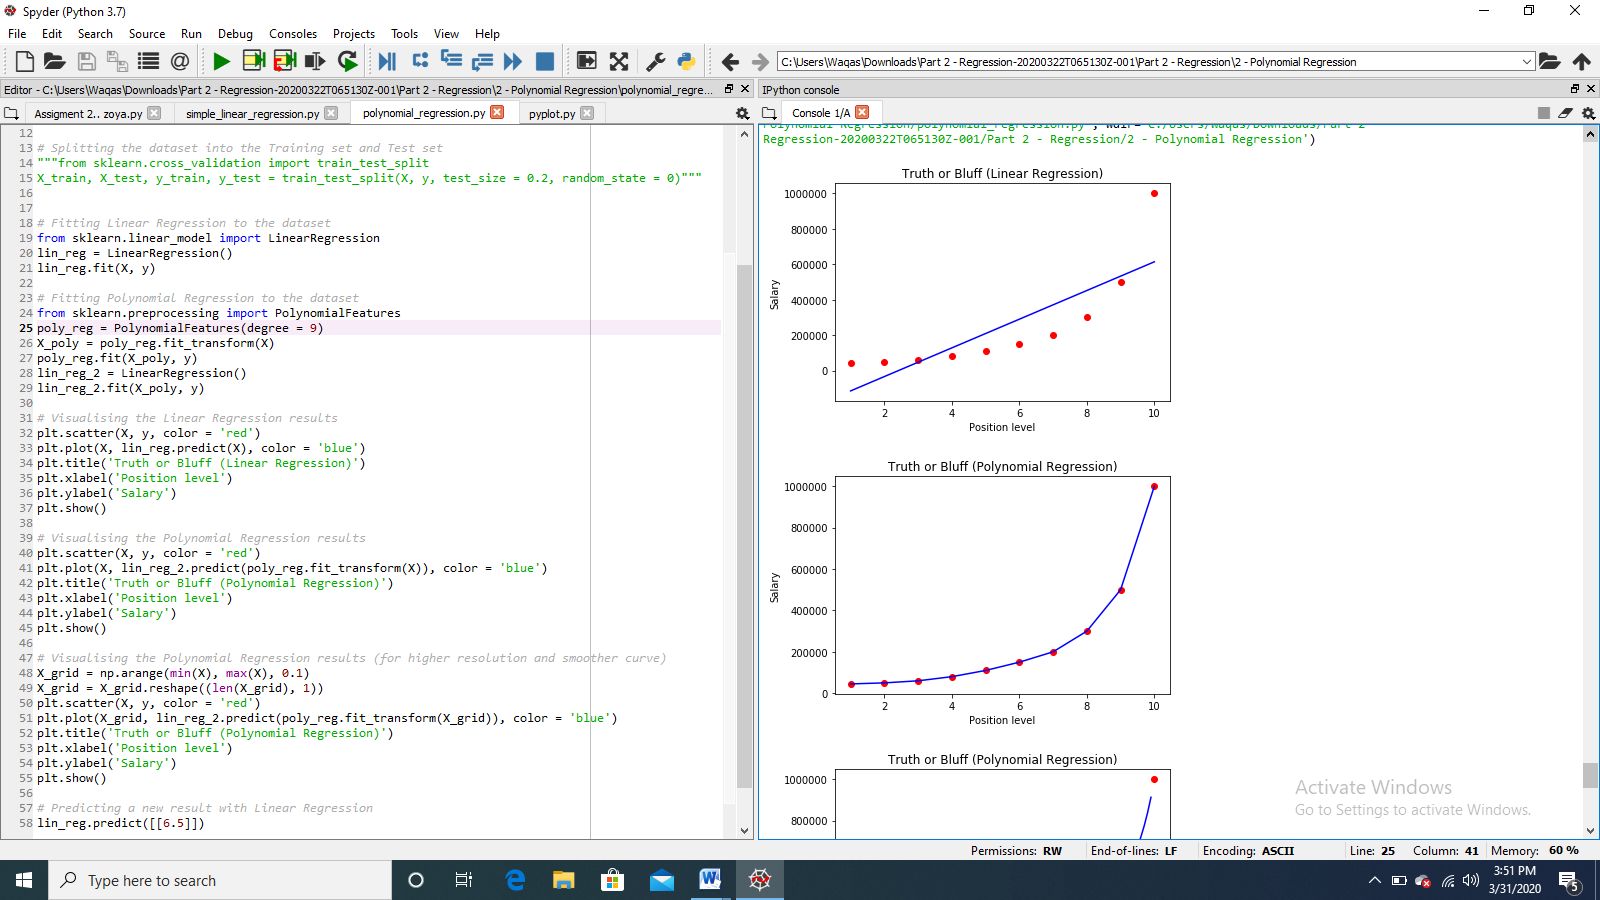 Spyder (Python 3.7)
File Edit Search Source Run Debug Consoles Projects Tools View Help
C:\Users\Waqas\Downloads\Part 2 - Regression-20200322T065130Z-001\Part 2 - Regression\2 - Polynomial Regression
Editor - C:\Users\Waqas\Downloads\Part 2 - Regression-20200322T065130Z-001\Part 2 - Regression\2 - Polynomial Regression\polynomial_regre...
Assigment 2.. zoya.py simple_linear_regression.py polynomial_regression.py pyplot.py
12
13 # Splitting the dataset into the Training set and Test set
14 """from sklearn.cross_validation import train_test_split
15 X_train, X_test, y_train, y_test = train_test_split(X, y, test_size = 0.2, random_state = 0)"""
16
17
18 # Fitting Linear Regression to the dataset
19 from sklearn.linear_model import LinearRegression
20 lin_reg = LinearRegression()
21 lin_reg.fit(X, y)
22
23 # Fitting Polynomial Regression to the dataset
24 from sklearn.preprocessing import PolynomialFeatures
25 poly_reg = PolynomialFeatures(degree = 9)
26 X_poly = poly_reg.fit_transform(X)
27 poly_reg.fit(X_poly, y)
28 lin_reg_2 = LinearRegression()
29 lin_reg_2.fit(X_poly, y)
30
31 # Visualising the Linear Regression results
32 plt.scatter(X, y, color = 'red')
33 plt.plot(X, lin_reg.predict(X), color = 'blue')
34 plt.title('Truth or Bluff (Linear Regression)')
35 plt.xlabel('Position level')
36 plt.ylabel('Salary')
37 plt.show()
38
39 # Visualising the Polynomial Regression results
40 plt.scatter(X, y, color = 'red')
41 plt.plot(X, lin_reg_2.predict(poly_reg.fit_transform(X)), color = 'blue')
42 plt.title('Truth or Bluff (Polynomial Regression)')
43 plt.xlabel('Position level')
44 plt.ylabel('Salary')
45 plt.show()
46
47 # Visualising the Polynomial Regression results (for higher resolution and smoother curve)
48 X_grid = np.arange(min(X), max(X), 0.1)
49 X_grid = X_grid.reshape((len(X_grid), 1))
50 plt.scatter(X, y, color = 'red')
51 plt.plot(X_grid, lin_reg_2.predict(poly_reg.fit_transform(X_grid)), color = 'blue')
52 plt.title('Truth or Bluff (Polynomial Regression)')
53 plt.xlabel('Position level')
54 plt.ylabel('Salary')
55 plt.show()
56
57 # Predicting a new result with Linear Regression
58 lin_reg.predict([[6.5]])
IPython console
Console 1/A
Polynomial Regression/polynomial_regression.py', wdir='C:/Users/Waqas/Downloads/Part 2 -
Regression-20200322T065130Z-001/Part 2 - Regression/2 - Polynomial Regression')
Truth or Bluff (Linear Regression)
1000000
800000
600000
400000
200000
0
Salary
2 4 6 8 10
Position level
Truth or Bluff (Polynomial Regression)
1000000
800000
600000
400000
200000
0
Salary
2 4 6 8 10
Position level
Truth or Bluff (Polynomial Regression)
1000000
800000
Activate Windows
Go to Settings to activate Windows.
Permissions: RW End-of-lines: LF Encoding: ASCII Line: 25 Column: 41 Memory: 60 %
Type here to search
3:51 PM
3/31/2020
5